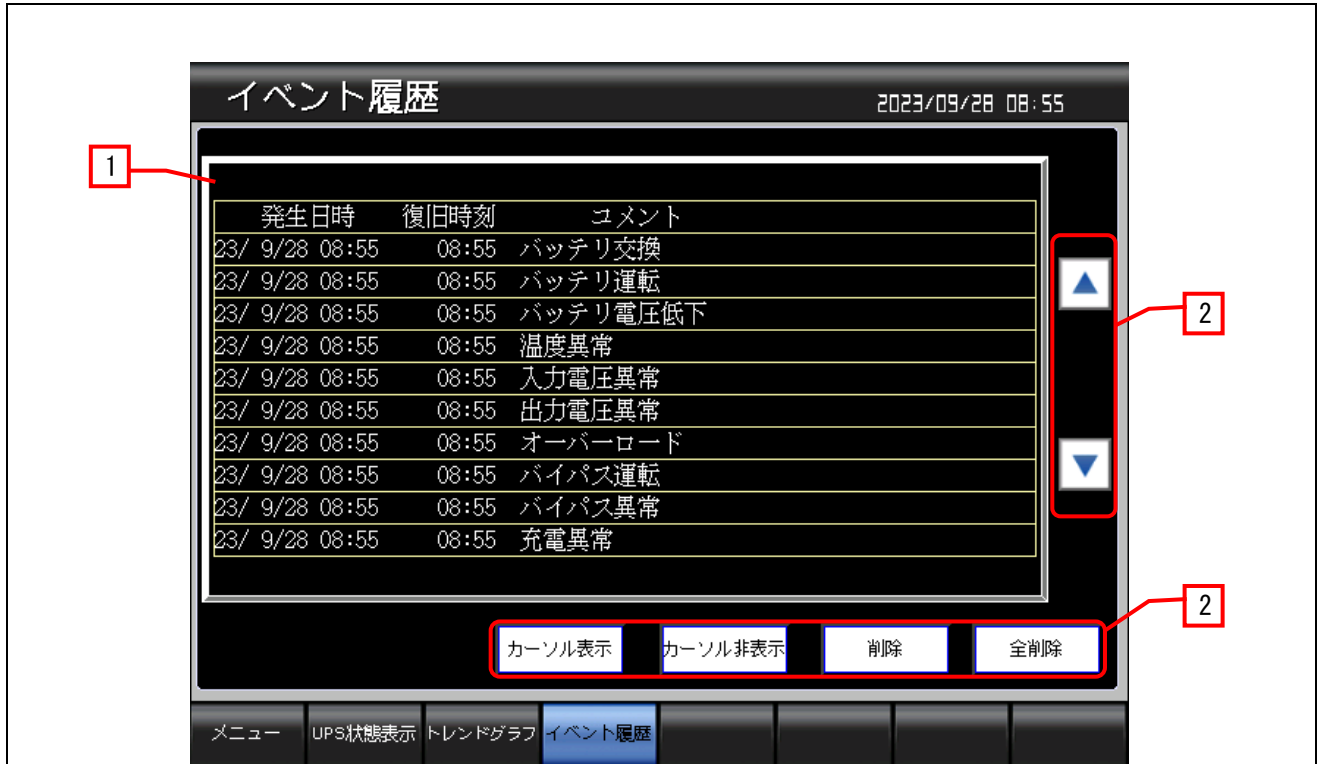 イベント履歴 2023/09/28 08:55
1
発生日時 復旧時刻 コメント
23/ 9/28 08:55 08:55 バッテリ交換
23/ 9/28 08:55 08:55 バッテリ運転
23/ 9/28 08:55 08:55 バッテリ電圧低下
23/ 9/28 08:55 08:55 温度異常
23/ 9/28 08:55 08:55 入力電圧異常
23/ 9/28 08:55 08:55 出力電圧異常
23/ 9/28 08:55 08:55 オーバーロード
23/ 9/28 08:55 08:55 バイパス運転
23/ 9/28 08:55 08:55 バイパス異常
23/ 9/28 08:55 08:55 充電異常
▲
2
▼
2
カーソル表示 カーソル非表示 削除 全削除
メニュー UPS状態表示 トレンドグラフ イベント履歴